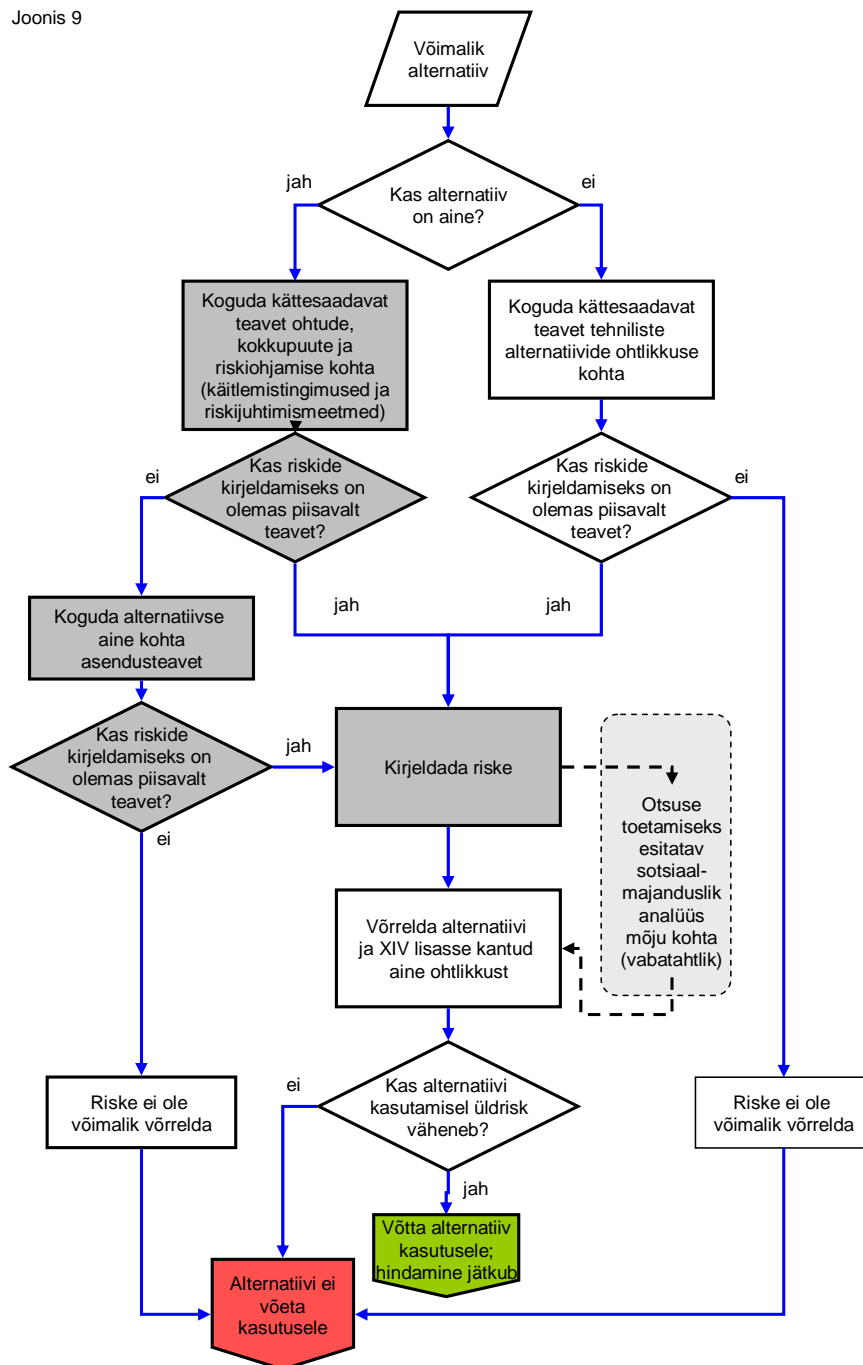 Joonis 9
Võimalik
alternatiiv
jah
ei
Kas alternatiiv
on aine?
Koguda kättesaadavat
teavet ohtude,
kokkupuute ja
riskiohjamise kohta
(käitlemistingimused ja
riskijuhtimismeetmed)
Koguda kättesaadavat
teavet tehniliste
alternatiivide ohtlikkuse
kohta
ei
Kas riskide
kirjeldamiseks on
olemas piisavalt
teavet?
Kas riskide
kirjeldamiseks on
olemas piisavalt
teavet?
ei
jah
jah
Koguda alternatiivse
aine kohta
asendusteavet
Kas riskide
kirjeldamiseks on
olemas piisavalt
teavet?
jah
ei
Kirjeldada riske
Otsuse
toetamiseks
esitatav
sotsiaal-
majanduslik
analüüs
mõju kohta
(vabatahtlik)
Võrrelda alternatiivi
ja XIV lisasse kantud
aine ohtlikkust
Riske ei ole
võimalik võrrelda
ei
Kas alternatiivi
kasutamisel üldrisk
väheneb?
Riske ei ole
võimalik võrrelda
jah
Võtta alternatiiv
kasutusele;
hindamine jätkub
Alternatiivi ei
võeta
kasutusele